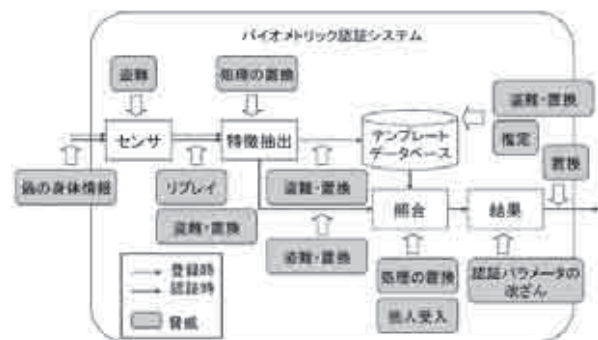 バイオメトリック認証システム
盗難
処理の置換
盗難・置換
推定
置換
センサ
特徴抽出
テンプレート
データベース
偽の身体情報
リプレイ
盗難・置換
盗難・置換
照合
結果
盗難・置換
処理の置換
他人受入
認証パラメータの
改ざん
登録時
認証時
脅威